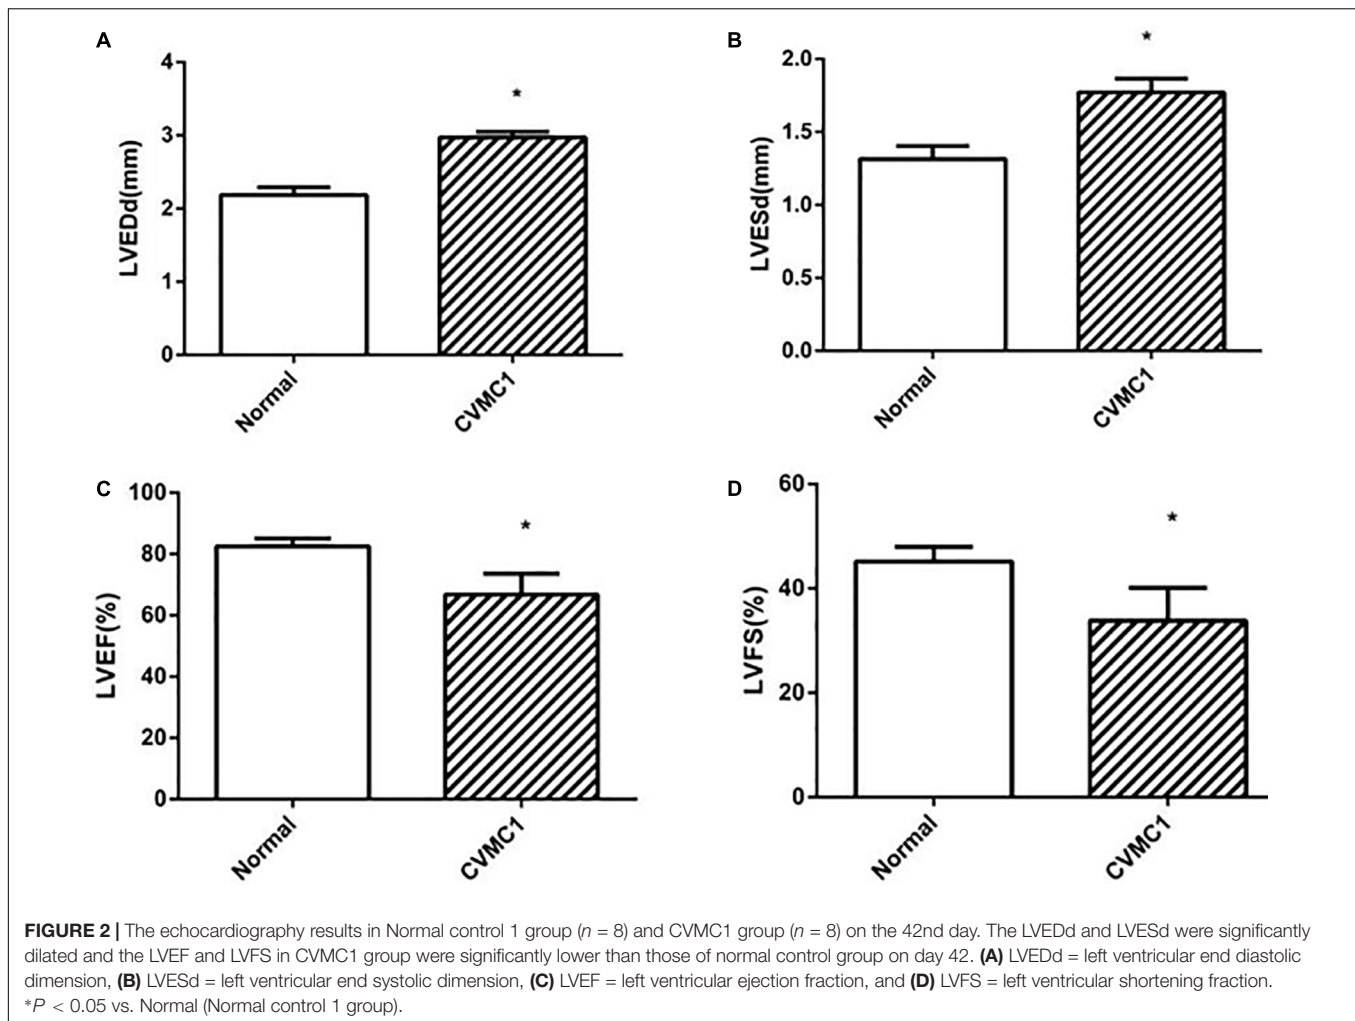 A
LVEDd(mm)
4
3
2
1
0
*
Normal
CVMC1
B
LVESd(mm)
2.0
1.5
1.0
0.5
0.0
*
Normal
CVMC1
C
LVEF(%)
100
80
60
40
20
0
*
Normal
CVMC1
D
LVFS(%)
60
40
20
0
*
Normal
CVMC1
FIGURE 2 | The echocardiography results in Normal control 1 group (n = 8) and CVMC1 group (n = 8) on the 42nd day. The LVEDd and LVESd were significantly
dilated and the LVEF and LVFS in CVMC1 group were significantly lower than those of normal control group on day 42. (A) LVEDd = left ventricular end diastolic
dimension, (B) LVESd = left ventricular end systolic dimension, (C) LVEF = left ventricular ejection fraction, and (D) LVFS = left ventricular shortening fraction.
*P < 0.05 vs. Normal (Normal control 1 group).